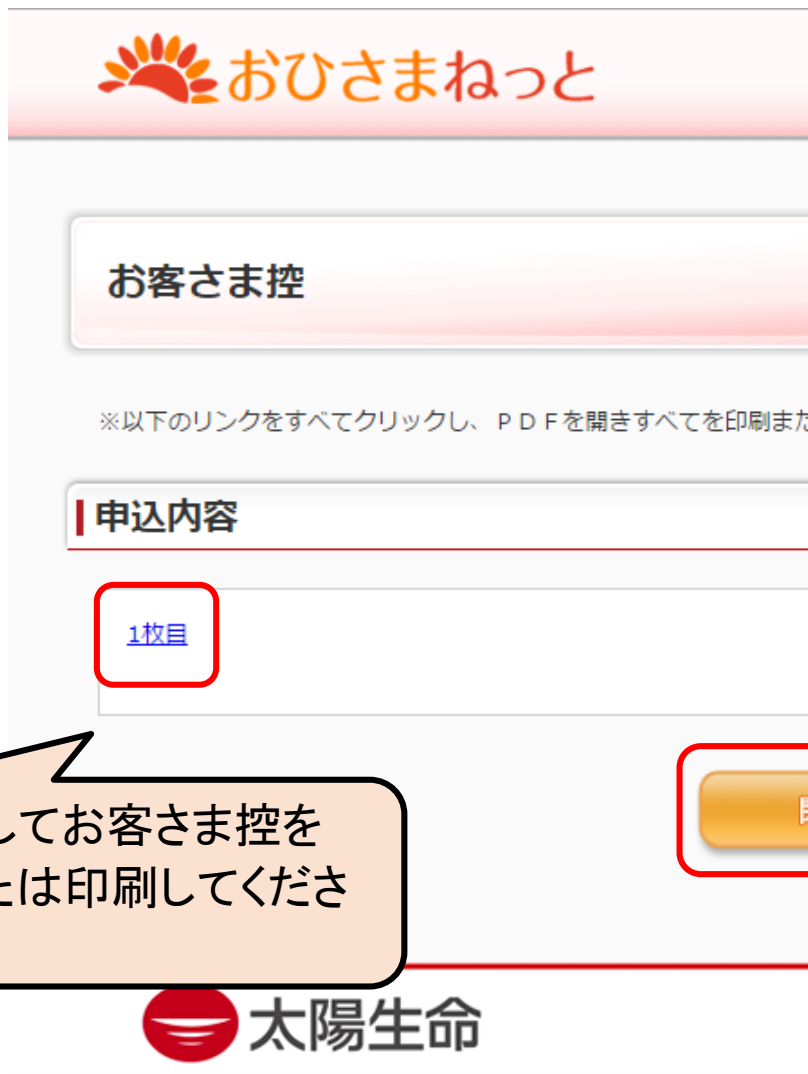 おひさまねっと
お客さま控
※以下のリンクをすべてクリックし、ＰＤＦを開きすべてを印刷また
申込内容
1枚目
してお客さま控を
たは印刷してくださ
太陽生命